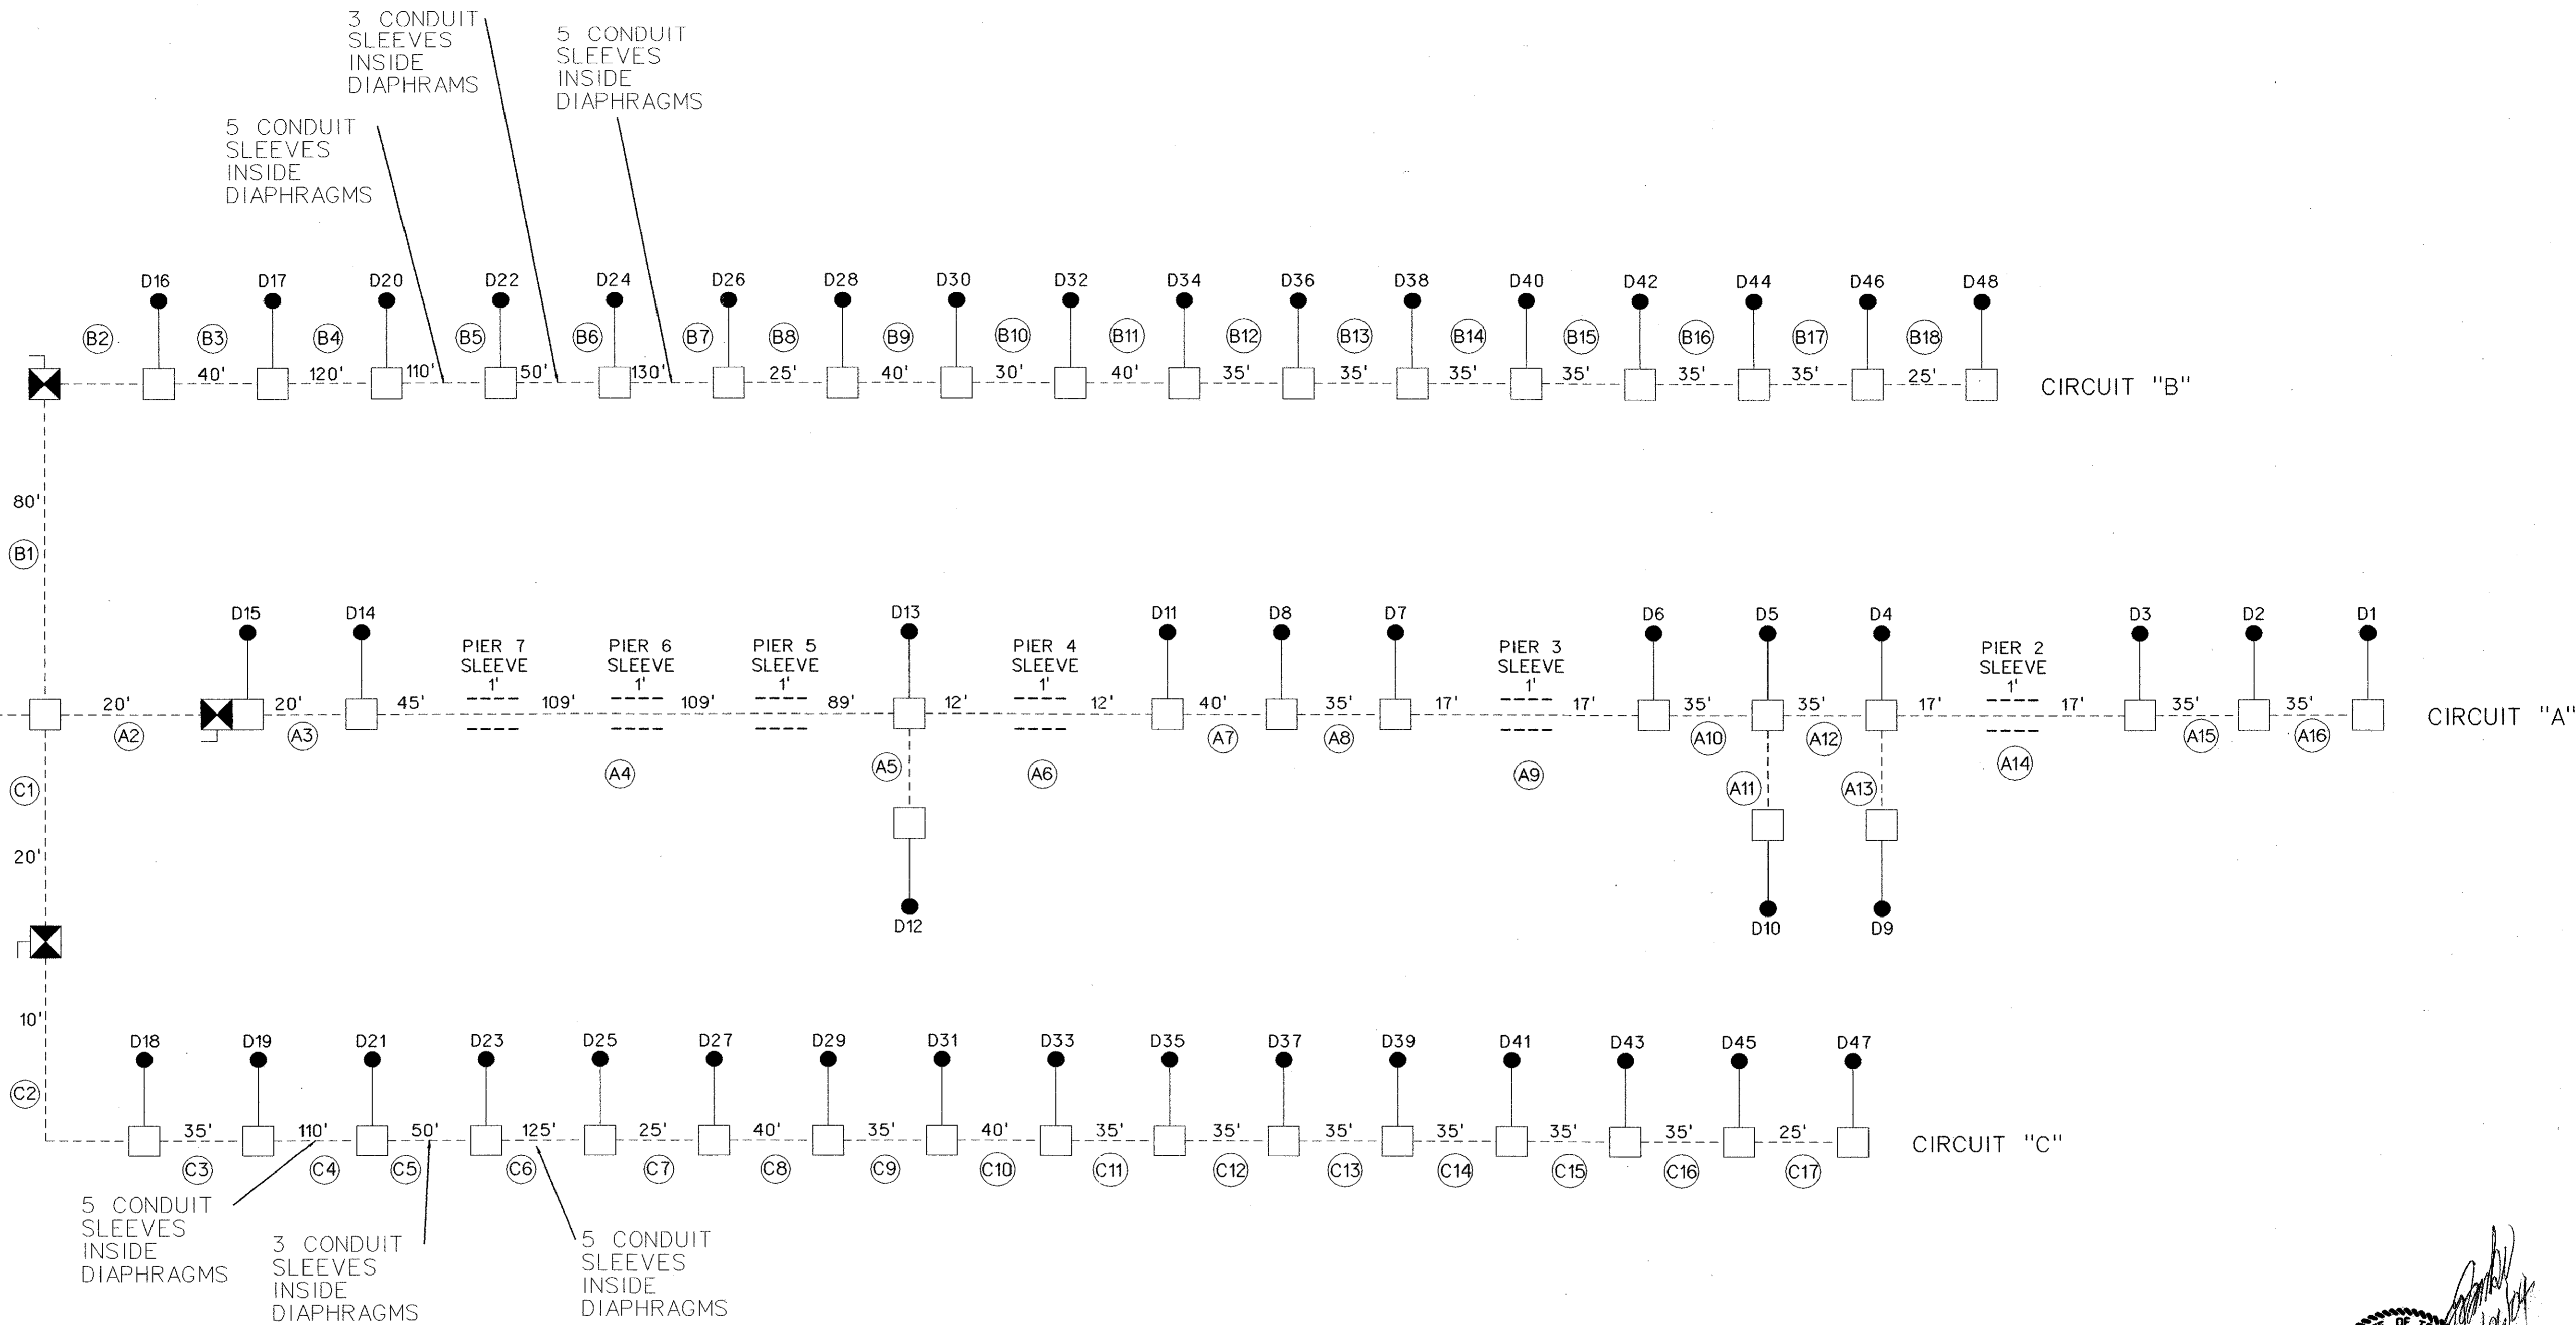 3 CONDUIT
SLEEVES
INSIDE
DIAPHRAMS
5 CONDUIT
SLEEVES
INSIDE
DIAPHRAGMS
5 CONDUIT
SLEEVES
INSIDE
DIAPHRAGMS
D16 D17 D20 D22 D24 D26 D28 D30 D32 D34 D36 D38 D40 D42 D44 D46 D48
B2 B3 B4 B5 B6 B7 B8 B9 B10 B11 B12 B13 B14 B15 B16 B17 B18
40' 120' 110' 50' 130' 25' 40' 30' 40' 35' 35' 35' 35' 35' 35' 25'
CIRCUIT "B"
80'
B1
D15 D14 D13 D11 D8 D7 D6 D5 D4 D3 D2 D1
PIER 7
SLEEVE
1'
PIER 6
SLEEVE
1'
PIER 5
SLEEVE
1'
PIER 4
SLEEVE
1'
PIER 3
SLEEVE
1'
PIER 2
SLEEVE
1'
20' 20' 45' 109' 109' 89' 12' 12' 40' 35' 17' 17' 35' 35' 17' 17' 35' 35'
CIRCUIT "A"
A2 A3 A4 A5 A6 A7 A8 A9 A10 A11 A12 A13 A14 A15 A16
C1
20'
D12 D10 D9
10'
C2
D18 D19 D21 D23 D25 D27 D29 D31 D33 D35 D37 D39 D41 D43 D45 D47
35' 110' 50' 125' 25' 40' 35' 40' 35' 35' 35' 35' 35' 35' 25'
CIRCUIT "C"
C3 C4 C5 C6 C7 C8 C9 C10 C11 C12 C13 C14 C15 C16 C17
5 CONDUIT
SLEEVES
INSIDE
DIAPHRAGMS
3 CONDUIT
SLEEVES
INSIDE
DIAPHRAGMS
5 CONDUIT
SLEEVES
INSIDE
DIAPHRAGMS